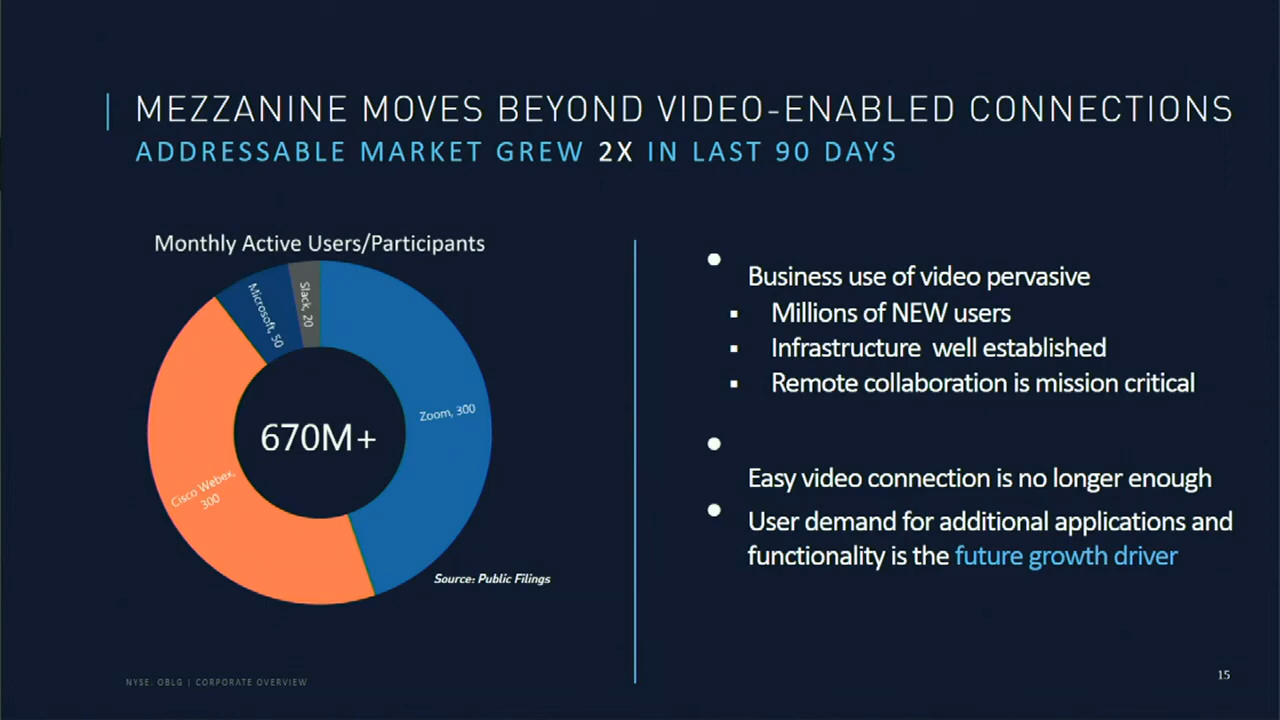 MEZZANINE MOVES BEYOND VIDEO-ENABLED CONNECTIONS
ADDRESSABLE MARKET GREW 2X IN LAST 90 DAYS
Monthly Active Users/Participants
Slack, 20
Microsoft, 50
Zoom, 300
670M+
Cisco Webex,
300
Source: Public Filings
Business use of video pervasive
Millions of NEW users
Infrastructure well established
Remote collaboration is mission critical
Easy video connection is no longer enough
User demand for additional applications and
functionality is the future growth driver
NYSE: OBLG | CORPORATE OVERVIEW
15